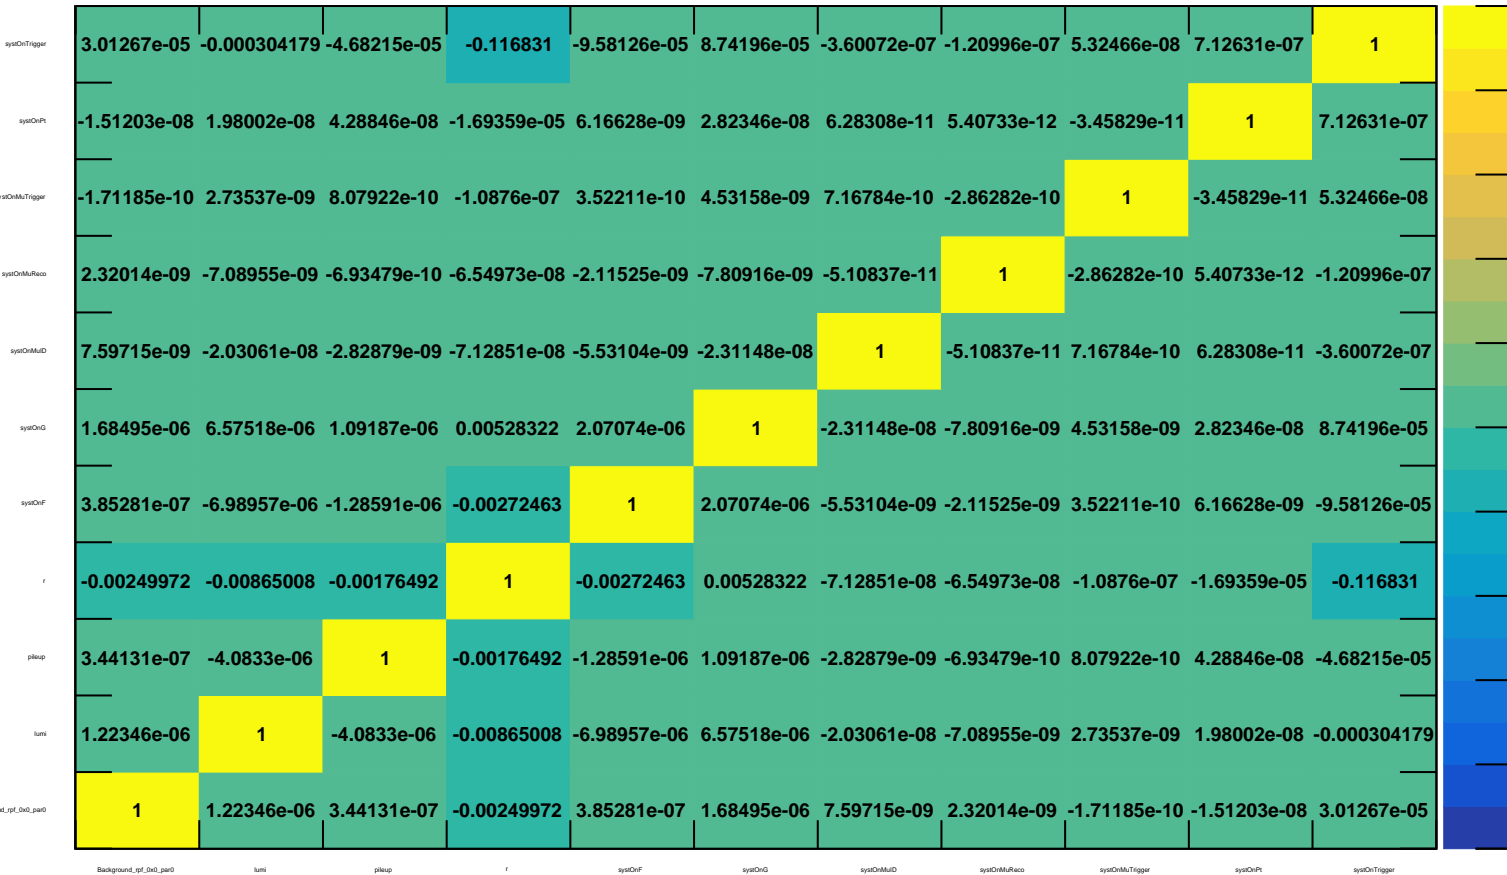 systOnTrigger 3.01267e-05 -0.000304179 -4.68215e-05 -0.116831 -9.58126e-05 8.74196e-05 -3.60072e-07 -1.20996e-07 5.32466e-08 7.12631e-07 1
systOnPt -1.51203e-08 1.98002e-08 4.28846e-08 -1.69359e-05 6.16628e-09 2.82346e-08 6.28308e-11 5.40733e-12 -3.45829e-11 1 7.12631e-07
stOnMuTrigger -1.71185e-10 2.73537e-09 8.07922e-10 -1.0876e-07 3.52211e-10 4.53158e-09 7.16784e-10 -2.86282e-10 1 -3.45829e-11 5.32466e-08
systOnMuReco 2.32014e-09 -7.08955e-09 -6.93479e-10 -6.54973e-08 -2.11525e-09 -7.80916e-09 -5.10837e-11 1 -2.86282e-10 5.40733e-12 -1.20996e-07
systOnMuID 7.59715e-09 -2.03061e-08 -2.82879e-09 -7.12851e-08 -5.53104e-09 -2.31148e-08 1 -5.10837e-11 7.16784e-10 6.28308e-11 -3.60072e-07
systOnG 1.68495e-06 6.57518e-06 1.09187e-06 0.00528322 2.07074e-06 1 -2.31148e-08 -7.80916e-09 4.53158e-09 2.82346e-08 8.74196e-05
systOnF 3.85281e-07 -6.98957e-06 -1.28591e-06 -0.00272463 1 2.07074e-06 -5.53104e-09 -2.11525e-09 3.52211e-10 6.16628e-09 -9.58126e-05
r -0.00249972 -0.00865008 -0.00176492 1 -0.00272463 0.00528322 -7.12851e-08 -6.54973e-08 -1.0876e-07 -1.69359e-05 -0.116831
pileup 3.44131e-07 -4.0833e-06 1 -0.00176492 -1.28591e-06 1.09187e-06 -2.82879e-09 -6.93479e-10 8.07922e-10 4.28846e-08 -4.68215e-05
lumi 1.22346e-06 1 -4.0833e-06 -0.00865008 -6.98957e-06 6.57518e-06 -2.03061e-08 -7.08955e-09 2.73537e-09 1.98002e-08 -0.000304179
d_rpf_0x0_par0 1 1.22346e-06 3.44131e-07 -0.00249972 3.85281e-07 1.68495e-06 7.59715e-09 2.32014e-09 -1.71185e-10 -1.51203e-08 3.01267e-05
Background_rpf_0x0_par0 lumi pileup r systOnF systOnG systOnMuID systOnMuReco systOnMuTrigger systOnPt systOnTrigger